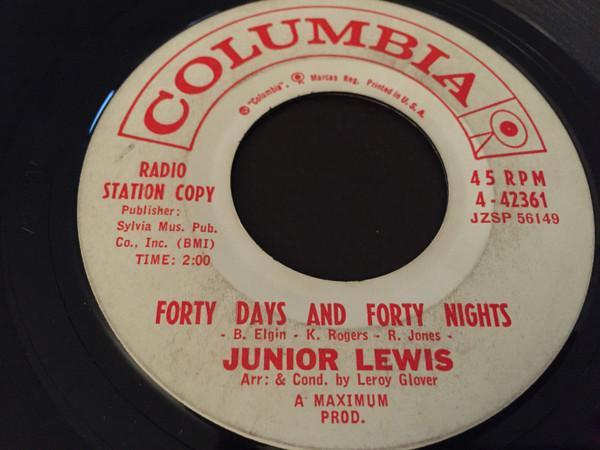 COLUMBIA
® "Columbia", Marcas Reg. Printed in U.S.A.
RADIO
STATION COPY
Publisher:
Sylvia Mus. Pub.
Co., Inc. (BMI)
TIME: 2:00
45 RPM
4-42361
JZSP 56149
FORTY DAYS AND FORTY NIGHTS
- B. Elgin - K. Rogers - R. Jones -
JUNIOR LEWIS
Arr: & Cond. by Leroy Glover
A MAXIMUM
PROD.